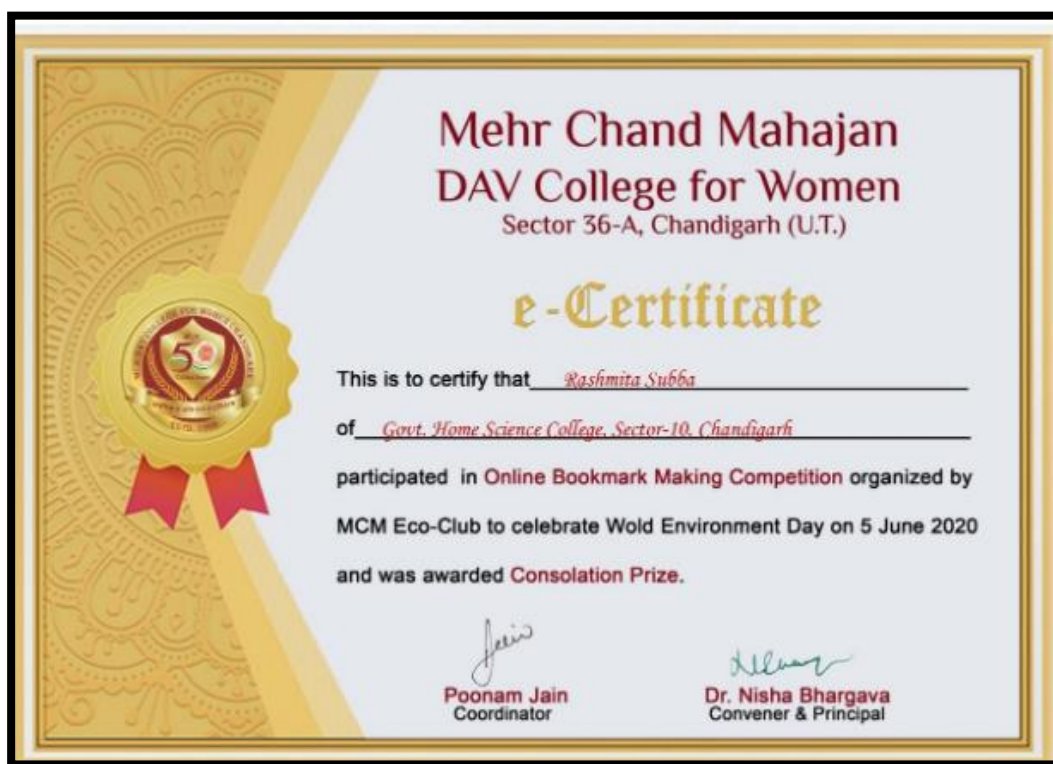 Mehr Chand Mahajan
DAV College for Women
Sector 36-A, Chandigarh (U.T.)
e-Certificate
50
This is to certify that Rashmita Subba
of Govt. Home Science College, Sector-10, Chandigarh
participated in Online Bookmark Making Competition organized by
MCM Eco-Club to celebrate Wold Environment Day on 5 June 2020
and was awarded Consolation Prize.
Poonam Jain
Coordinator
Dr. Nisha Bhargava
Convener & Principal